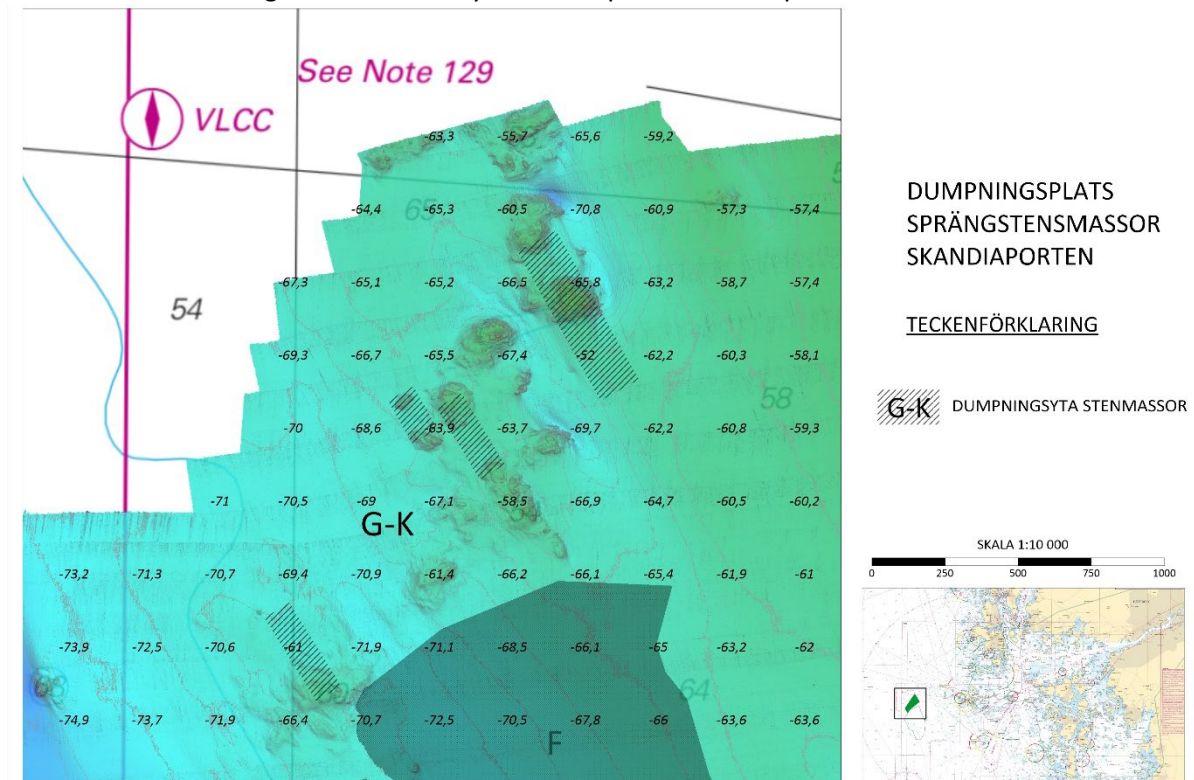 See Note 129
VLCC
-63,3 -55,7 -65,6 -59,2
-64,4 65 -65,3 -60,5 -70,8 -60,9 -57,3 -57,4
-67,3 -65,1 -65,2 -66,5 -65,8 -63,2 -58,7 -57,4
54
-69,3 -66,7 -65,5 -67,4 -52 -62,2 -60,3 -58,1
58
-70 -68,6 -63,9 -63,7 -69,7 -62,2 -60,8 -59,3
-71 -70,5 -69 -67,1 -58,5 -66,9 -64,7 -60,5 -60,2
G-K
-73,2 -71,3 -70,7 -69,4 -70,9 -61,4 -66,2 -66,1 -65,4 -61,9 -61
-73,9 -72,5 -70,6 -61 -71,9 -71,1 -68,5 -66,1 -65 -63,2 -62
64
-74,9 -73,7 -71,9 -66,4 -70,7 -72,5 -70,5 -67,8 -66 -63,6 -63,6
F
DUMPNINGSPLATS
SPRÄNGSTENSMASSOR
SKANDIAPORTEN
TECKENFÖRKLARING
G-K DUMPNINGSYTA STENMASSOR
SKALA 1:10 000
0 250 500 750 1000